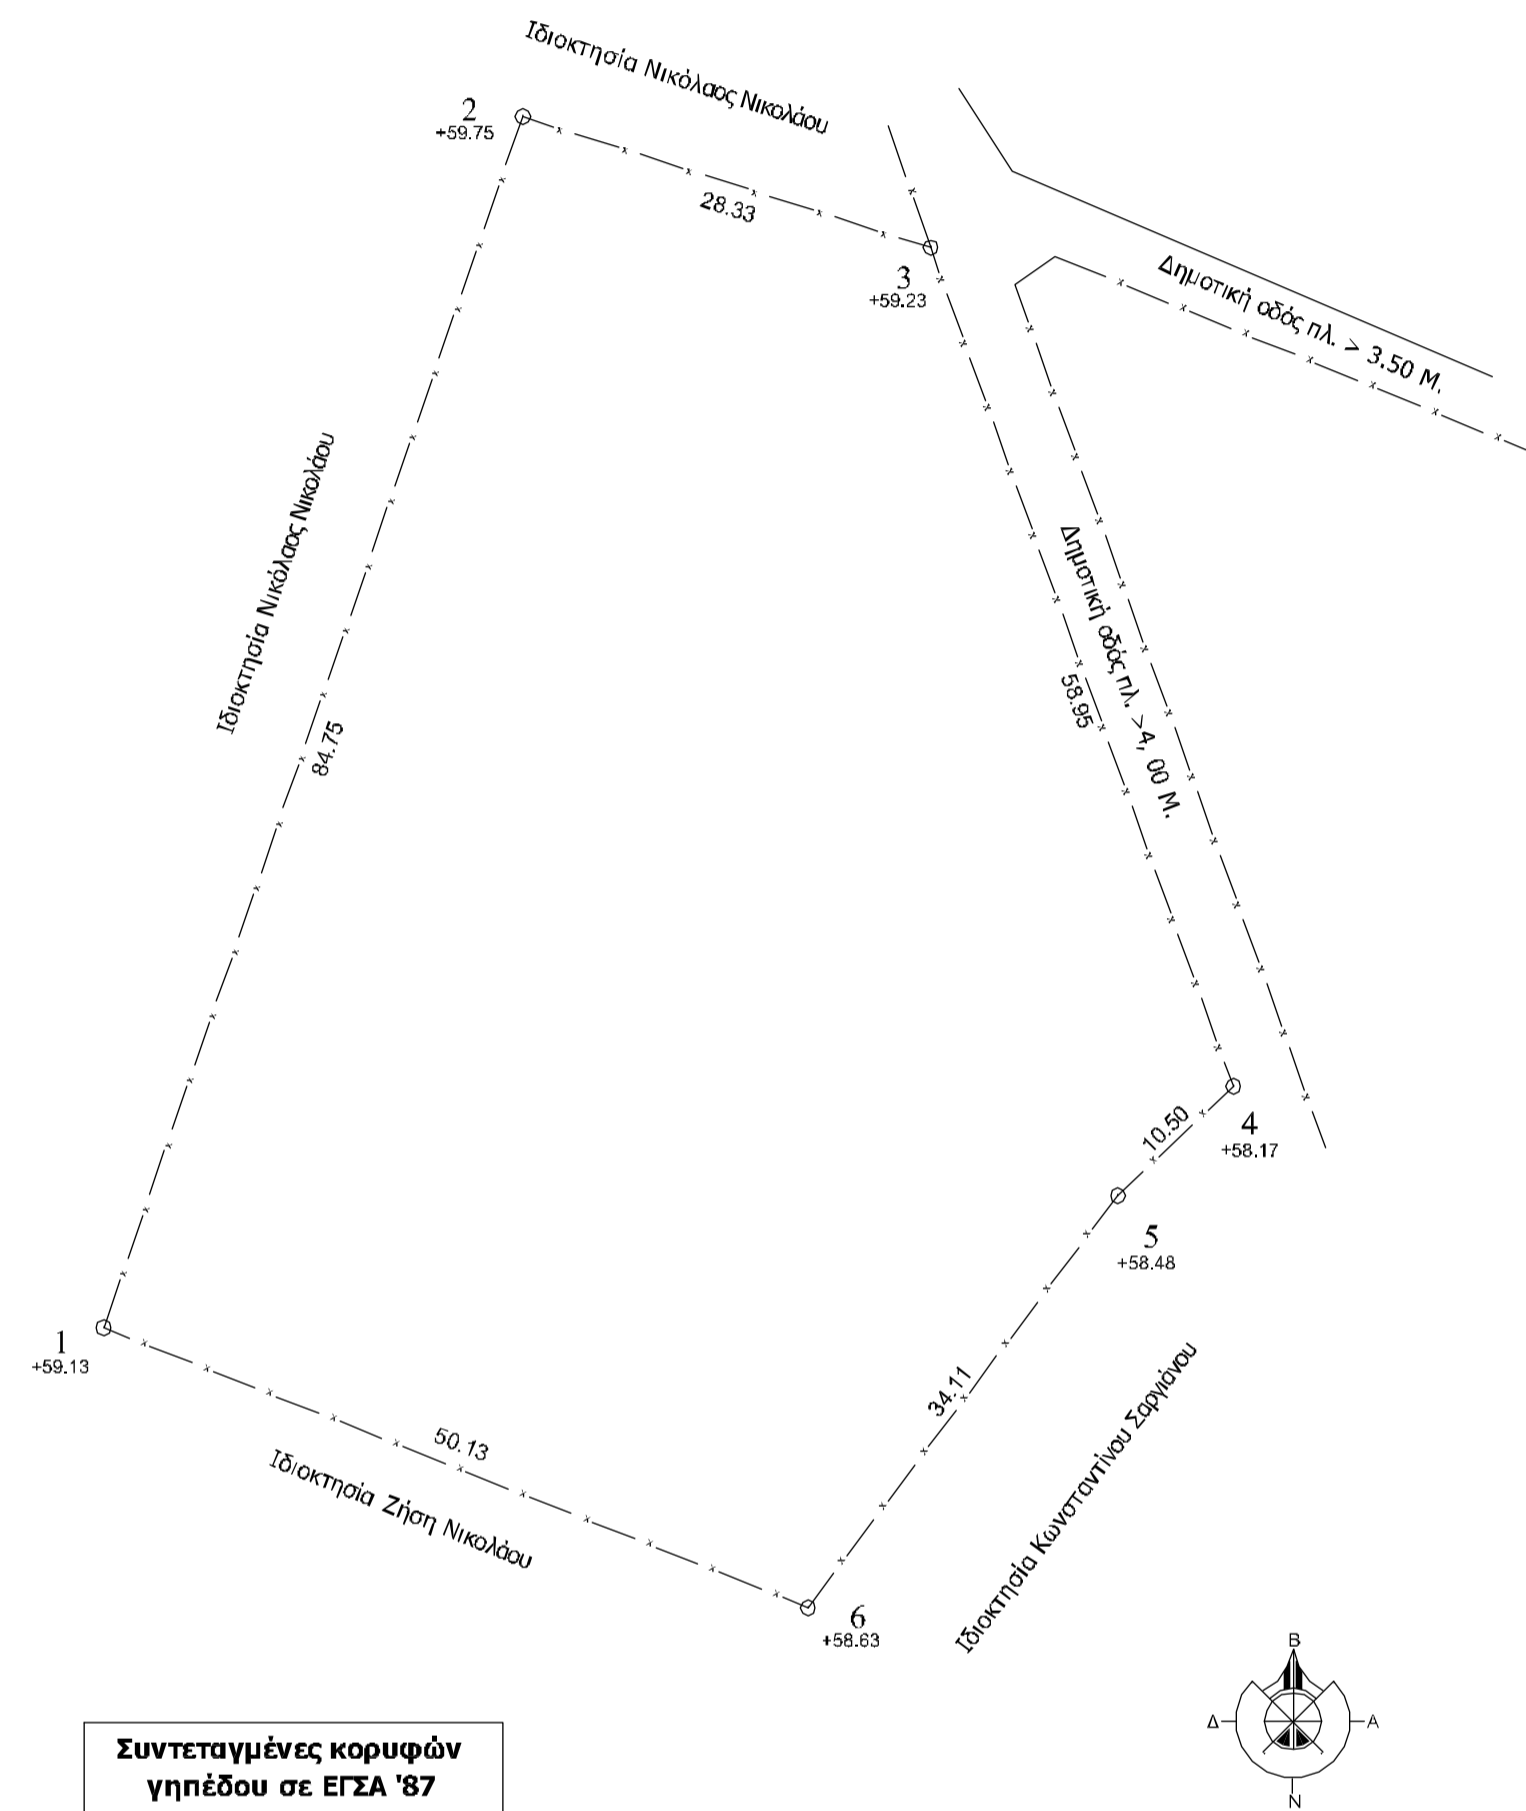 Ιδιοκτησία Νικόλαος Νικολάου
2
+59.75
28.33
3
+59.23
Δημοτική οδός πλ. > 3.50 Μ.
Ιδιοκτησία Νικόλαος Νικολάου
84.75
Δημοτική οδός πλ. >4, 00 Μ.
58.95
10.50
4
+58.17
5
+58.48
1
+59.13
34.11
50.13
Ιδιοκτησία Ζήση Νικολάου
Ιδιοκτησία Κωνσταντίνου Σαργιάνου
6
+58.63
Β
Δ
Α
Ν
Συντεταγμένες κορυφών
γηπέδου σε ΕΓΣΑ '87